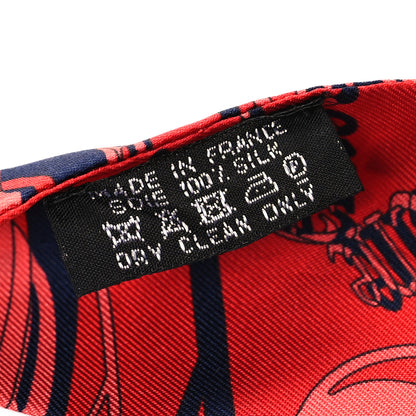 MADE IN FRANCE
SOIE 100% SILK
DRY CLEAN ONLY